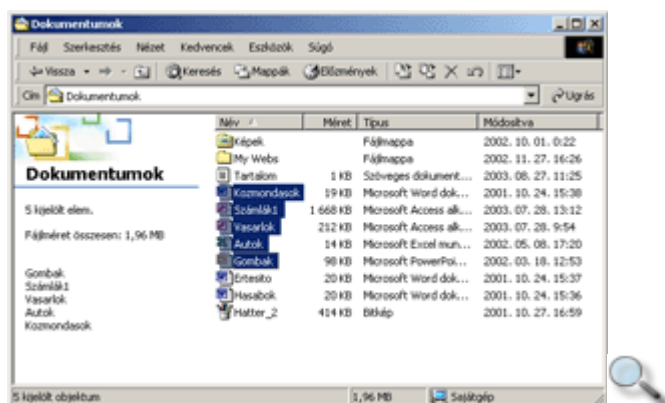 Dokumentumok
Fájl Szerkesztés Nézet Kedvencek Eszközök Súgó
Vissza Keresés Mappák Előzmények
Cím Dokumentumok Ugrás
Név Méret Típus Módosítva
Képek Fájlmappa 2002. 10. 01. 0:22
My Webs Fájlmappa 2002. 11. 27. 16:26
Tartalom 1 KB Szöveges dokument... 2003. 08. 27. 11:25
Kozmondasok 19 KB Microsoft Word dok... 2001. 10. 24. 15:38
Számlák1 1 668 KB Microsoft Access alk... 2003. 07. 28. 13:12
Vasarlok 212 KB Microsoft Access alk... 2003. 07. 28. 9:54
Autok 14 KB Microsoft Excel mun... 2002. 05. 08. 17:20
Gombak 98 KB Microsoft PowerPoi... 2002. 03. 18. 12:53
Ertesito 20 KB Microsoft Word dok... 2001. 10. 24. 15:37
Hasabok 20 KB Microsoft Word dok... 2001. 10. 24. 15:36
Hatter_2 414 KB Bitkép 2001. 10. 27. 16:59
Dokumentumok
5 kijelölt elem.
Fájlméret összesen: 1,96 MB
Gombak
Számlák1
Vasarlok
Autok
Kozmondasok
5 kijelölt objektum 1,96 MB Sajátgép